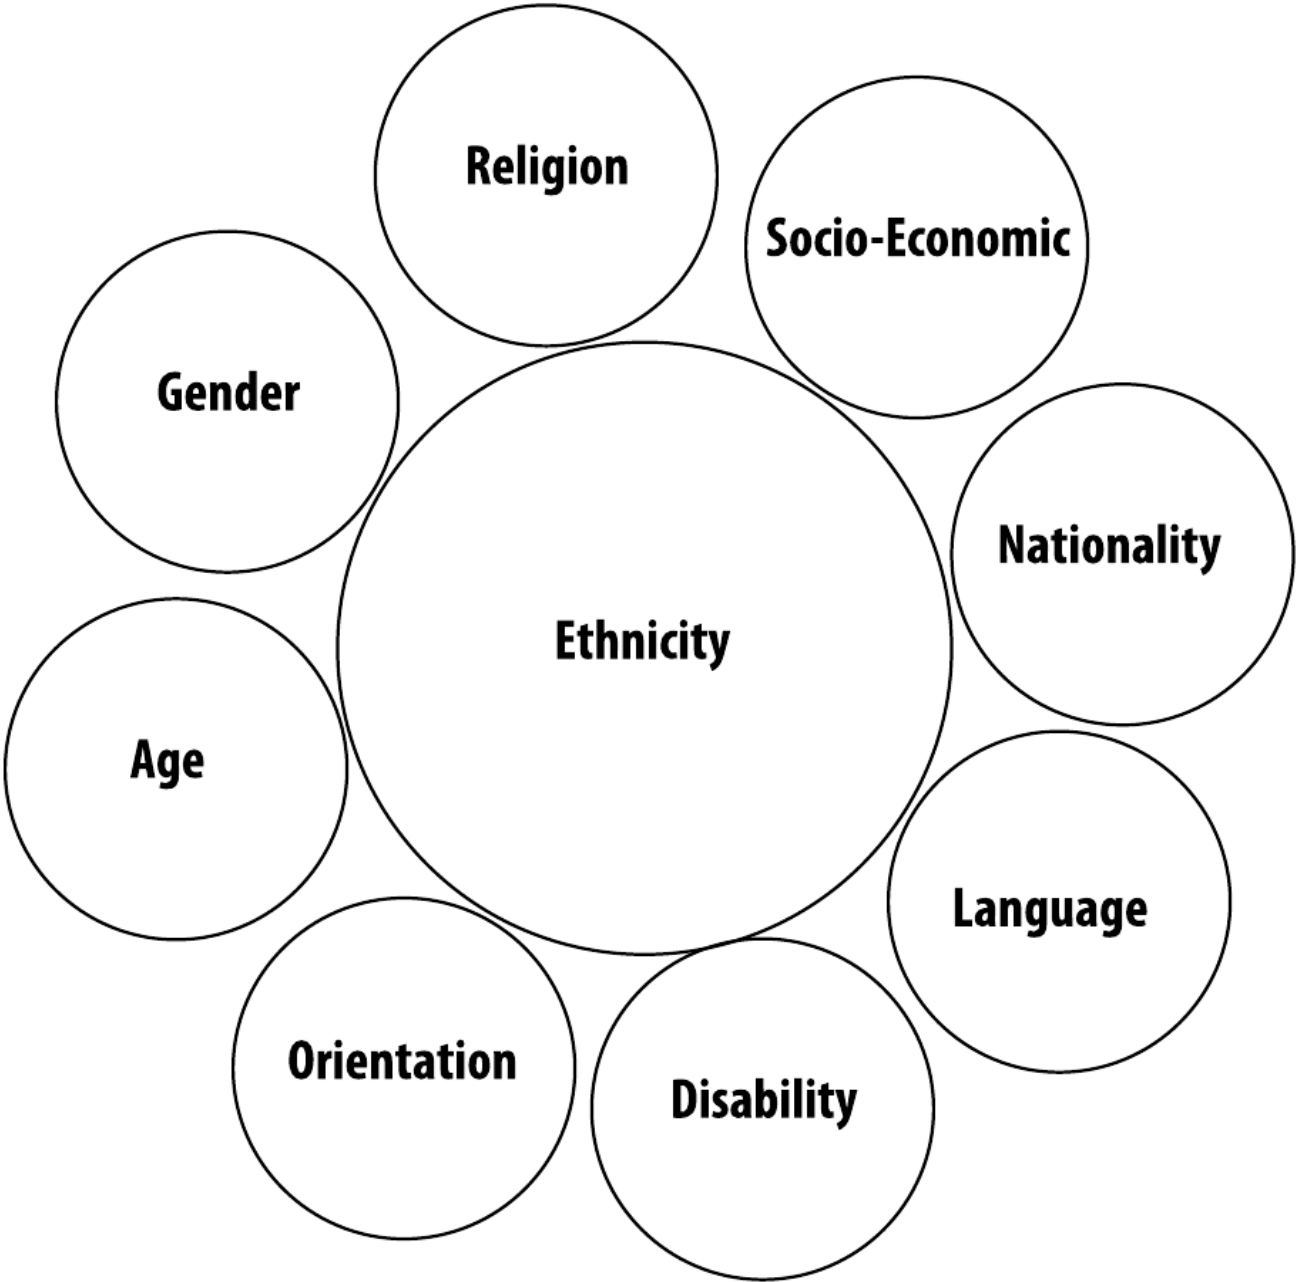 Religion
Socio-Economic
Gender
Nationality
Ethnicity
Age
Language
Orientation
Disability